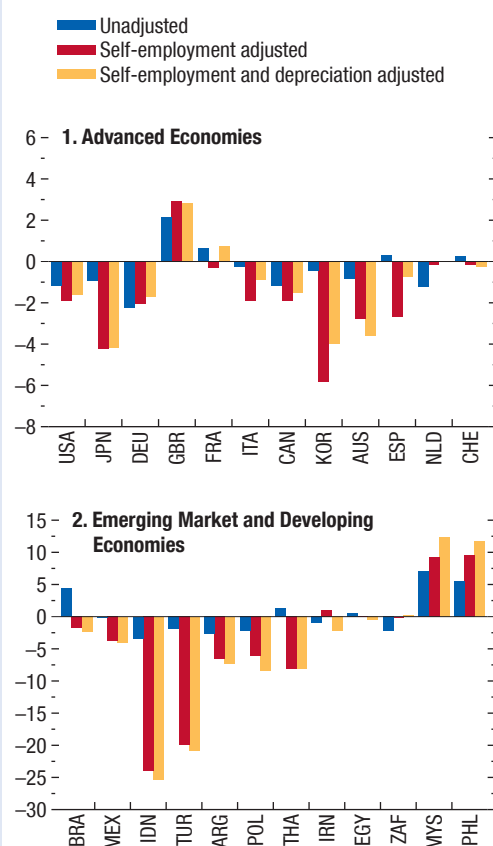 Unadjusted
Self-employment adjusted
Self-employment and depreciation adjusted
1. Advanced Economies
6
4
2
0
–2
–4
–6
–8
USA JPN DEU GBR FRA ITA CAN KOR AUS ESP NLD CHE
2. Emerging Market and Developing
Economies
15
10
5
0
–5
–10
–15
–20
–25
–30
BRA MEX IDN TUR ARG POL THA IRN EGY ZAF MYS PHL